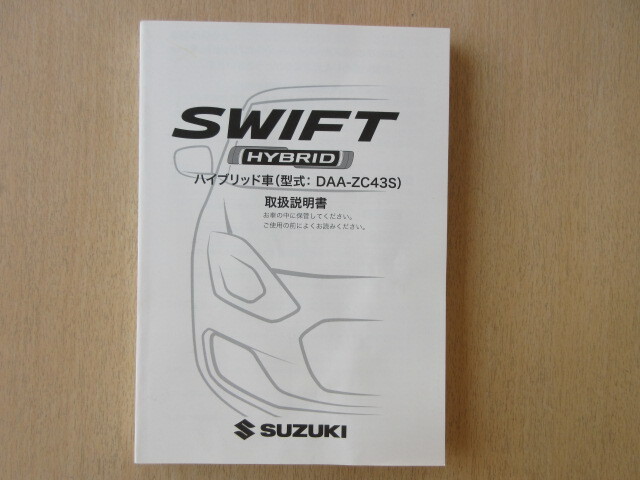 SWIFT
HYBRID
ハイブリッド車(型式: DAA-ZC43S)
取扱説明書
お車の中に保管してください。
ご使用の前によくお読みください。
SUZUKI